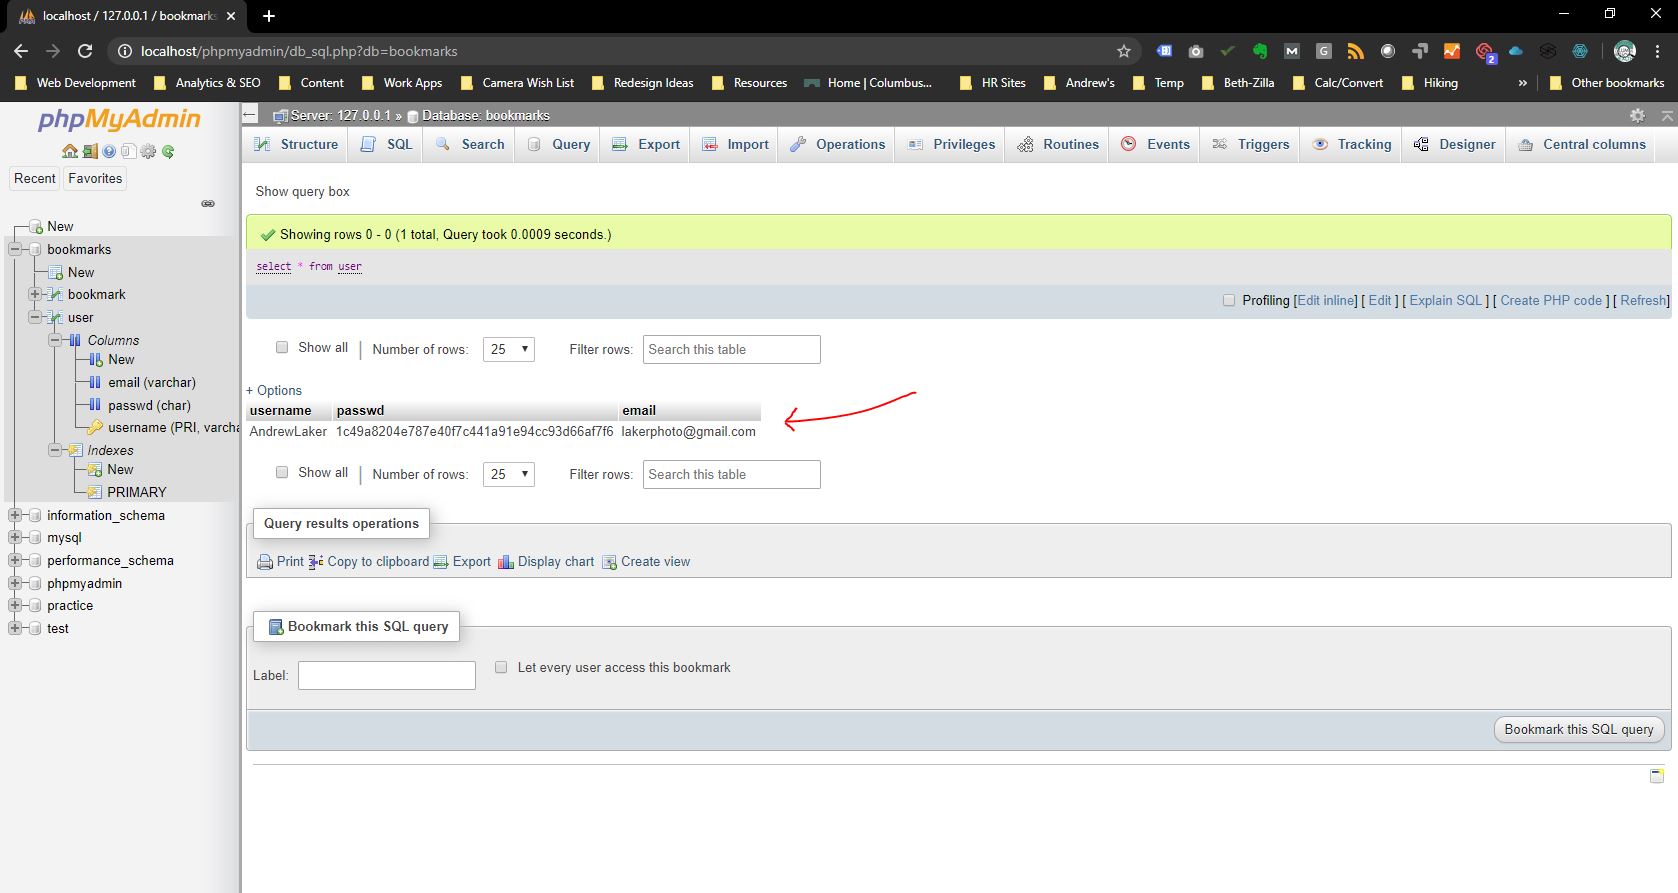 localhost / 127.0.0.1 / bookmarks
localhost/phpmyadmin/db_sql.php?db=bookmarks
M G 2
Web Development Analytics & SEO Content Work Apps Camera Wish List Redesign Ideas Resources Home | Columbus... HR Sites Andrew's Temp Beth-Zilla Calc/Convert Hiking » Other bookmarks
phpMyAdmin
Recent Favorites
New
bookmarks
New
bookmark
user
Columns
New
email (varchar)
passwd (char)
username (PRI, varcha
Indexes
New
PRIMARY
information_schema
mysql
performance_schema
phpmyadmin
practice
test
Server: 127.0.0.1 » Database: bookmarks
Structure SQL Search Query Export Import Operations Privileges Routines Events Triggers Tracking Designer Central columns
Show query box
Showing rows 0 - 0 (1 total, Query took 0.0009 seconds.)
select * from user
Profiling [Edit inline] [ Edit ] [ Explain SQL ] [ Create PHP code ] [ Refresh]
Show all | Number of rows: 25 Filter rows: Search this table
+ Options
username passwd email
AndrewLaker 1c49a8204e787e40f7c441a91e94cc93d66af7f6 lakerphoto@gmail.com
Show all | Number of rows: 25 Filter rows: Search this table
Query results operations
Print Copy to clipboard Export Display chart Create view
Bookmark this SQL query
Label: Let every user access this bookmark
Bookmark this SQL query